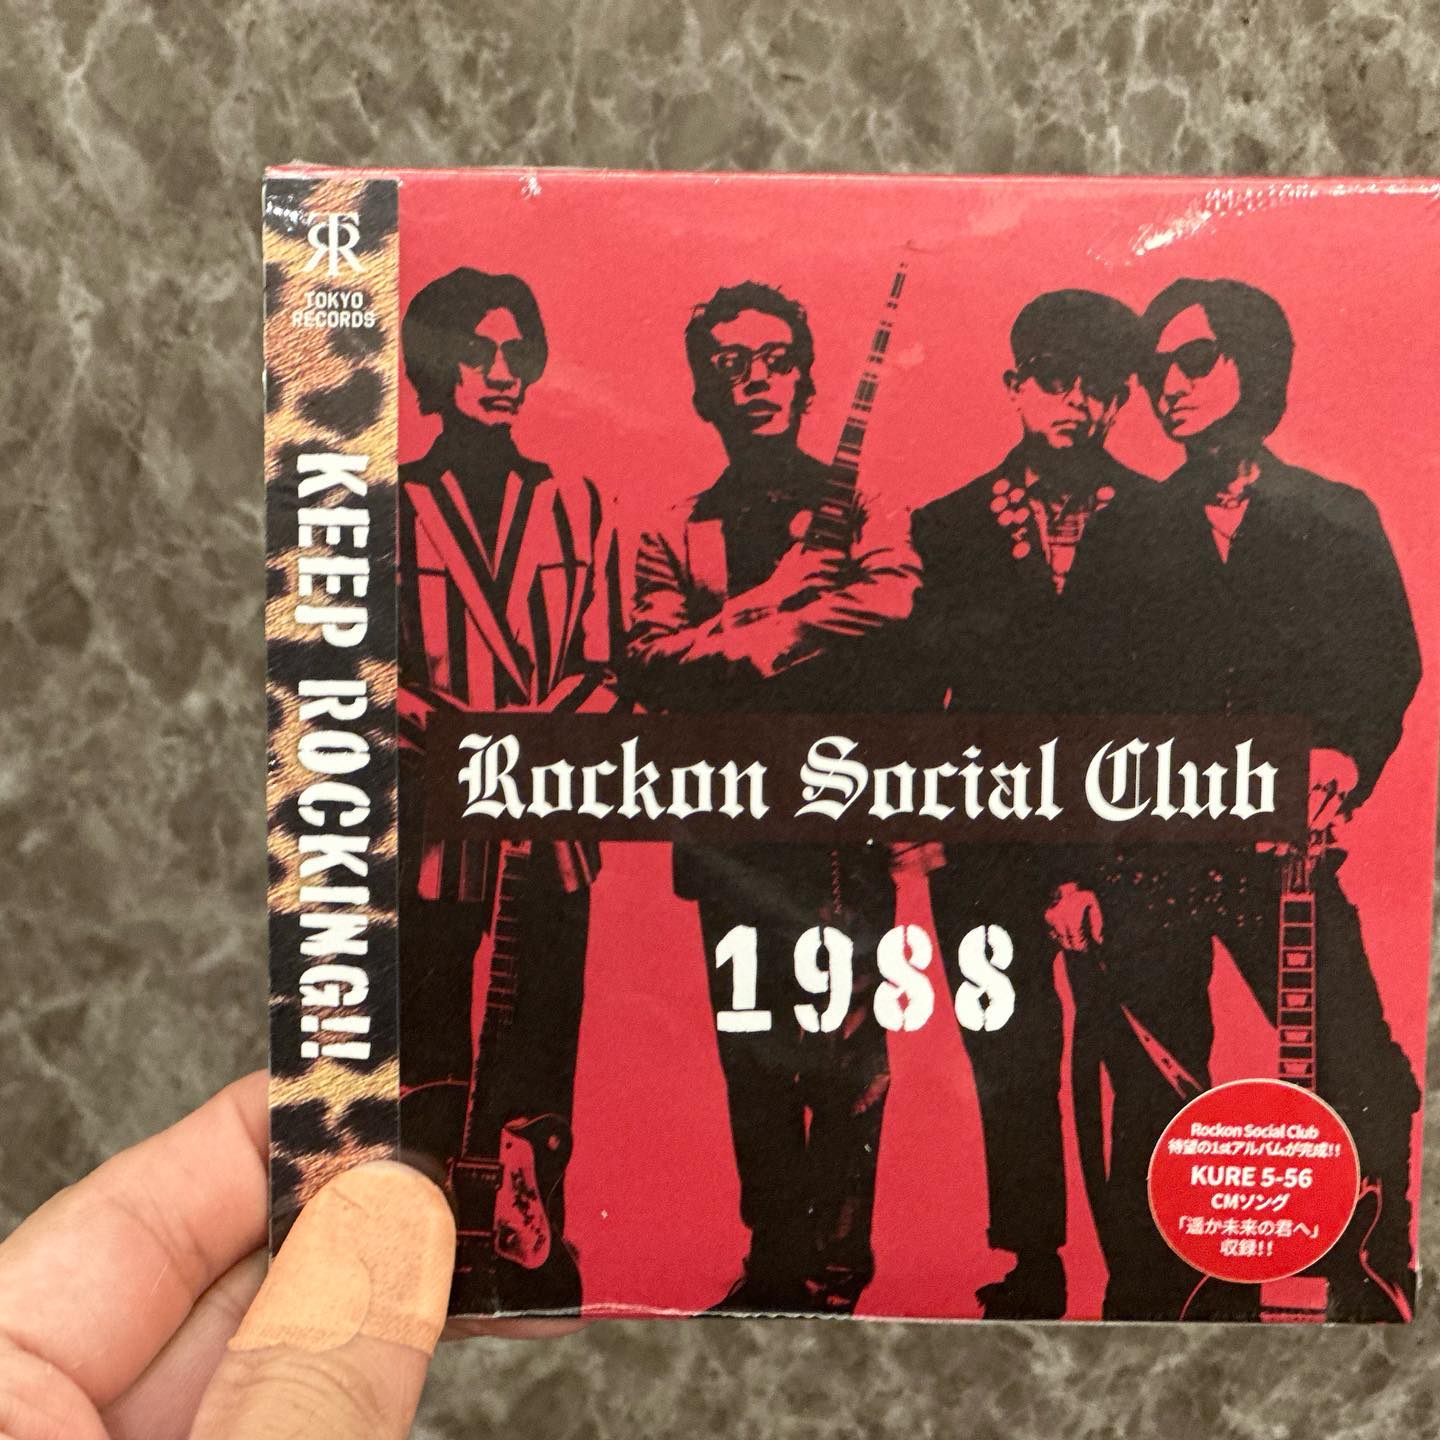 TR
TOKYO
RECORDS
KEEP ROCKING!!
Rockon Social Club
1988
Rockon Social Club
待望の1stアルバムが完成!!
KURE 5-56
CMソング
「遥か未来の君へ」
収録!!